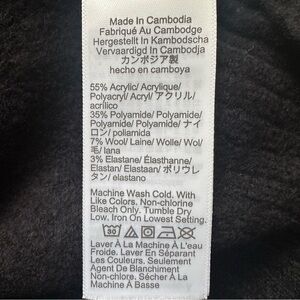 Made In Cambodia
Fabriqué Au Cambodge
Hergestellt In Kambodscha
Vervaardigd In Cambodja
カンボジア製
hecho en camboya
55% Acrylic/ Acrylique/
Polyacryl/ Acryl/ アクリル/
acrílico
35% Polyamide/ Polyamide/
Polyamid/ Polyamide/ ナイ
ロン/ poliamida
7% Wool/ Laine/ Wolle/ Wol/
毛/ lana
3% Elastane/ Élasthanne/
Elastan/ Elastaan/ ポリウレ
タン/ elastano
Machine Wash Cold. With
Like Colors. Non-chlorine
Bleach Only. Tumble Dry
Low. Iron On Lowest Setting.
30
Laver À La Machine À L'eau
Froide. Laver En Séparant
Les Couleurs. Seulement
Agent De Blanchiment
Non-chlore. Sécher À La
Machine À Basse